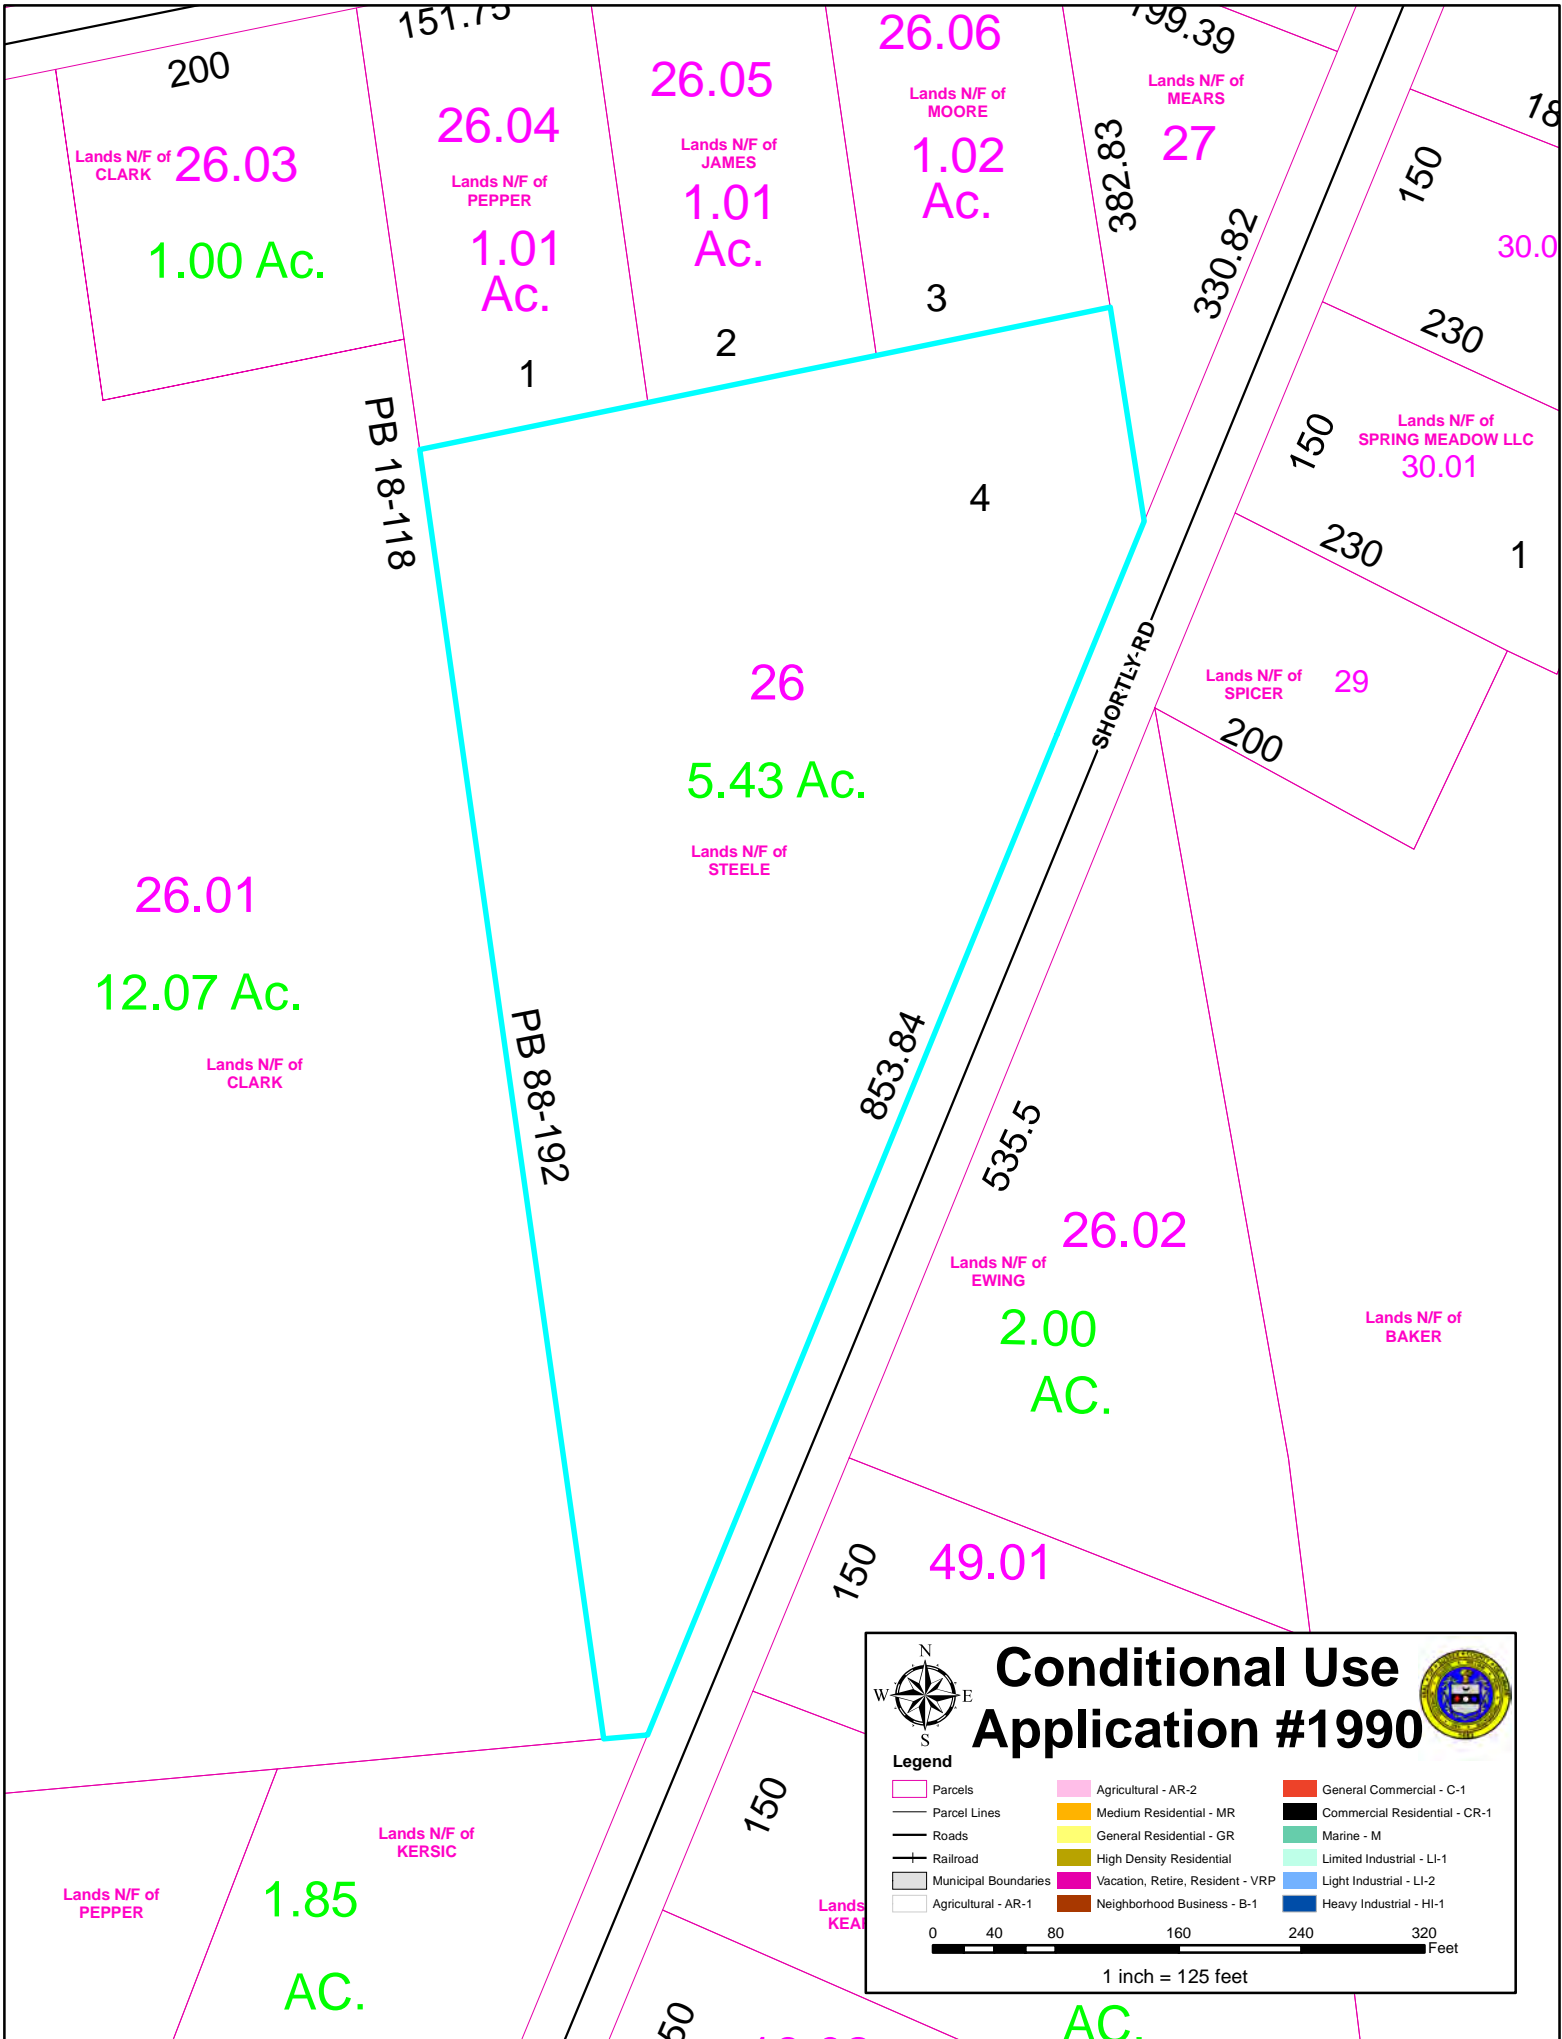 151.75
199.39
26.06
200
26.05
Lands N/F of
MEARS
Lands N/F of
MOORE
26.04
27
150
382.83
Lands N/F of
CLARK
26.03
Lands N/F of
JAMES
1.02
Ac.
Lands N/F of
PEPPER
1.01
Ac.
1.00 Ac.
1.01
Ac.
330.82
3
2
1
230
4
PB 18-118
150
Lands N/F of
SPRING MEADOW LLC
30.01
230
1
26
5.43 Ac.
Lands N/F of
STEELE
SHORTLY RD
Lands N/F of
SPICER
29
200
26.01
12.07 Ac.
Lands N/F of
CLARK
PB 88-192
853.84
535.5
26.02
Lands N/F of
EWING
2.00
AC.
Lands N/F of
BAKER
150
49.01
150
Lands N/F of
KERSIC
1.85
AC.
Lands N/F of
PEPPER
Lands
AC.
N
W E
S
Conditional Use
Application #1990
Legend
Parcels
Parcel Lines
Roads
Railroad
Municipal Boundaries
Agricultural - AR-1
Agricultural - AR-2
Medium Residential - MR
General Residential - GR
High Density Residential
Vacation, Retire, Resident - VRP
Neighborhood Business - B-1
General Commercial - C-1
Commercial Residential - CR-1
Marine - M
Limited Industrial - LI-1
Light Industrial - LI-2
Heavy Industrial - HI-1
0 40 80 160 240 320
Feet
1 inch = 125 feet